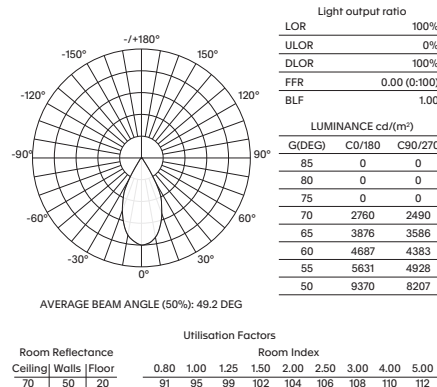 -/+180°
-150° 150°
-120° 120°
-90° 90°
-60° 60°
-30° 30°
0°
AVERAGE BEAM ANGLE (50%): 49.2 DEG
Light output ratio
LOR 100%
ULOR 0%
DLOR 100%
FFR 0.00 (0:100)
BLF 1.00
LUMINANCE cd/(m²)
G(DEG) C0/180 C90/270
85 0 0
80 0 0
75 0 0
70 2760 2490
65 3876 3586
60 4687 4383
55 5631 4928
50 9370 8207
Utilisation Factors
Room Reflectance Room Index
Ceiling Walls Floor 0.80 1.00 1.25 1.50 2.00 2.50 3.00 4.00 5.00
70 50 20 91 95 99 102 104 106 108 110 112